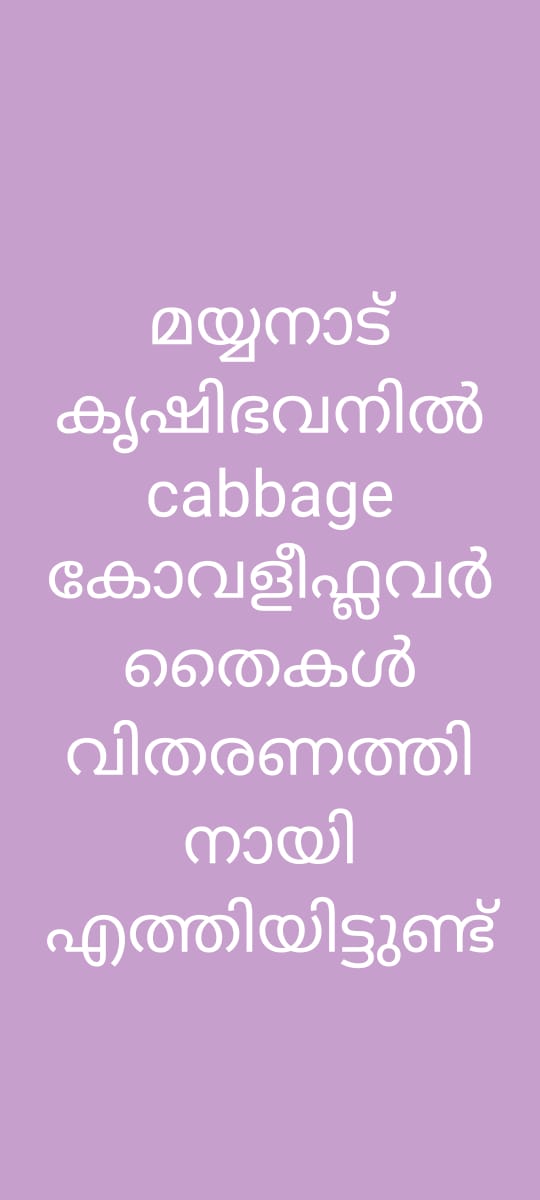 മയ്യനാട്
കൃഷിഭവനിൽ
cabbage
കോവളീഫ്ലവർ
തൈകൾ
വിതരണത്തി
നായി
എത്തിയിട്ടുണ്ട്